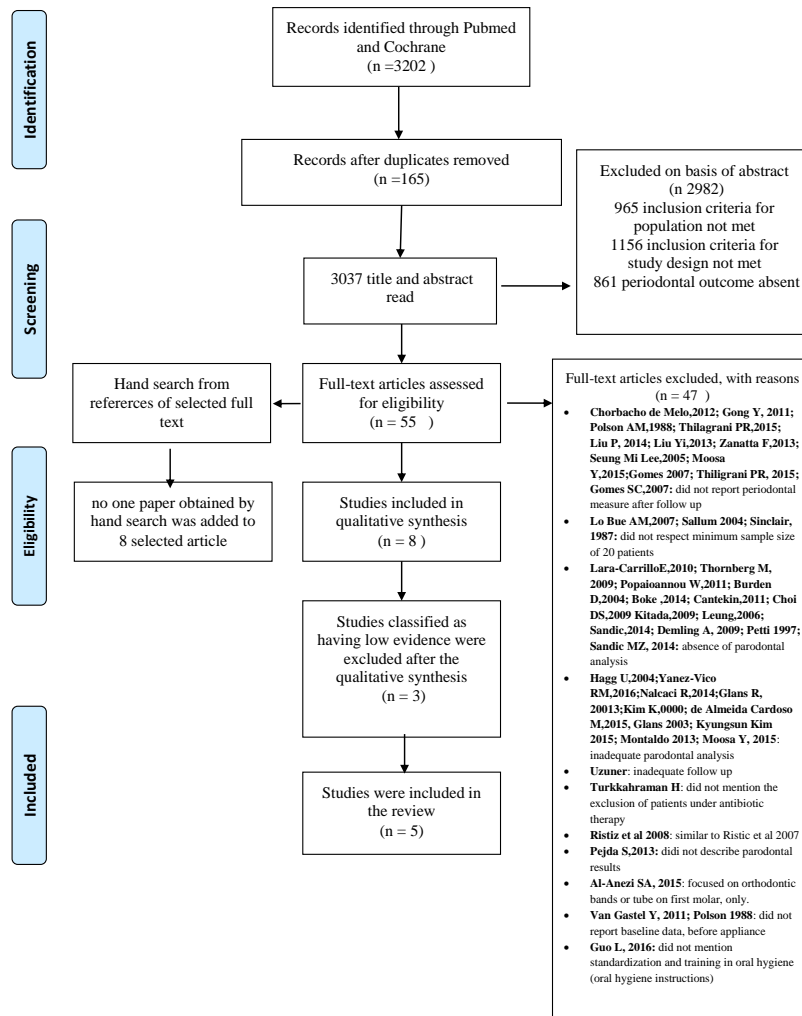 Identification
Records identified through Pubmed
and Cochrane
(n =3202 )
Records after duplicates removed
(n =165)
Excluded on basis of abstract
(n 2982)
965 inclusion criteria for
population not met
1156 inclusion criteria for
study design not met
861 periodontal outcome absent
Screening
3037 title and abstract
read
Hand search from
referecres of selected full
text
Full-text articles assessed
for eligibility
(n = 55 )
Full-text articles excluded, with reasons
(n = 47 )
• Chorbacho de Melo,2012; Gong Y, 2011;
Polson AM,1988; Thilagrani PR,2015;
Liu P, 2014; Liu Yi,2013; Zanatta F,2013;
Seung Mi Lee,2005; Moosa
Y,2015;Gomes 2007; Thiligrani PR, 2015;
Gomes SC,2007: did not report periodontal
measure after follow up
• Lo Bue AM,2007; Sallum 2004; Sinclair,
1987: did not respect minimum sample size
of 20 patients
• Lara-CarrilloE,2010; Thornberg M,
2009; Popaioannou W,2011; Burden
D,2004; Boke ,2014; Cantekin,2011; Choi
DS,2009 Kitada,2009; Leung,2006;
Sandic,2014; Demling A, 2009; Petti 1997;
Sandic MZ, 2014: absence of parodontal
analysis
• Hagg U,2004;Yanez-Vico
RM,2016;Nalcaci R,2014;Glans R,
20013;Kim K,0000; de Almeida Cardoso
M,2015, Glans 2003; Kyungsun Kim
2015; Montaldo 2013; Moosa Y, 2015:
inadequate parodontal analysis
• Uzuner: inadequate follow up
• Turkkahraman H: did not mention the
exclusion of patients under antibiotic
therapy
• Ristiz et al 2008: similar to Ristic et al 2007
• Pejda S,2013: didi not describe parodontal
results
• Al-Anezi SA, 2015: focused on orthodontic
bands or tube on first molar, only.
• Van Gastel Y, 2011; Polson 1988: did not
report baseline data, before appliance
• Guo L, 2016: did not mention
standardization and training in oral hygiene
(oral hygiene instructions)
Eligibility
no one paper obtained by
hand search was added to
8 selected article
Studies included in
qualitative synthesis
(n = 8 )
Studies classified as
having low evidence were
excluded after the
qualitative synthesis
(n = 3)
Included
Studies were included in
the review
(n = 5 )